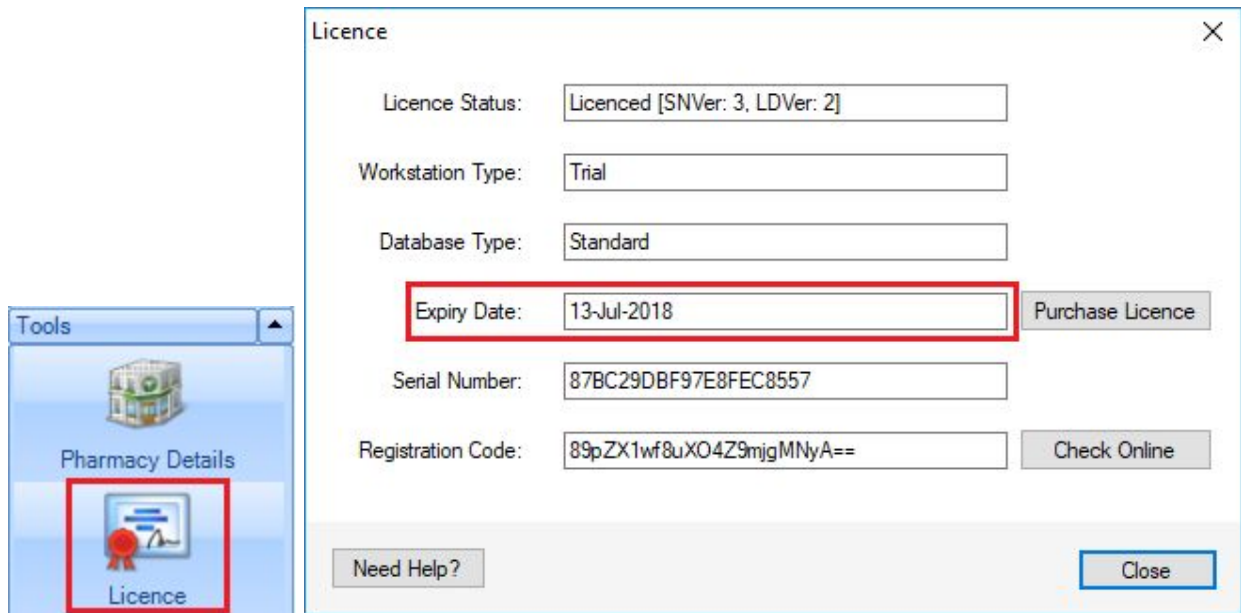 Tools
Pharmacy Details
Licence
Licence
Licence Status: Licenced [SNVer: 3, LDVer: 2]
Workstation Type: Trial
Database Type: Standard
Expiry Date: 13-Jul-2018 Purchase Licence
Serial Number: 87BC29DBF97E8FEC8557
Registration Code: 89pZX1wf8uXO4Z9mjgMNyA== Check Online
Need Help? Close